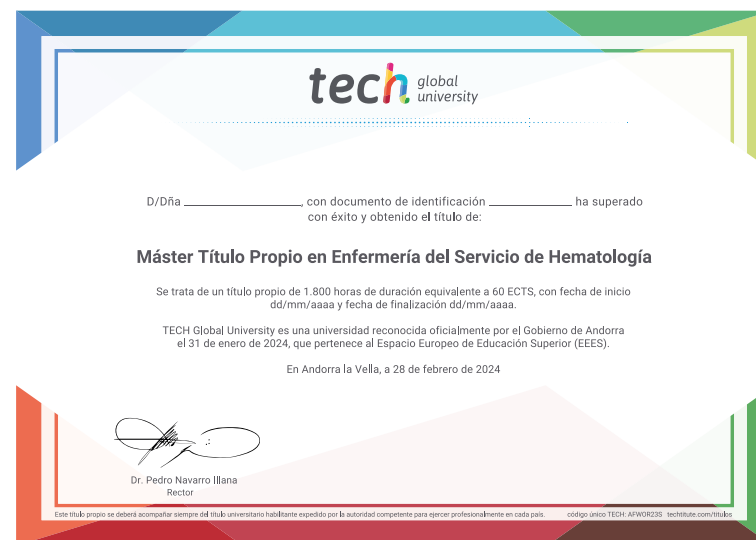 tech global
university
D/Dña ____________________, con documento de identificación ______________ ha superado
con éxito y obtenido el título de:
Máster Título Propio en Enfermería del Servicio de Hematología
Se trata de un título propio de 1.800 horas de duración equivalente a 60 ECTS, con fecha de inicio
dd/mm/aaaa y fecha de finalización dd/mm/aaaa.
TECH Global University es una universidad reconocida oficialmente por el Gobierno de Andorra
el 31 de enero de 2024, que pertenece al Espacio Europeo de Educación Superior (EEES).
En Andorra la Vella, a 28 de febrero de 2024
Dr. Pedro Navarro Illana
Rector
Este título propio se deberá acompañar siempre del título universitario habilitante expedido por la autoridad competente para ejercer profesionalmente en cada país. código único TECH: AFWOR23S techtitute.com/titulos